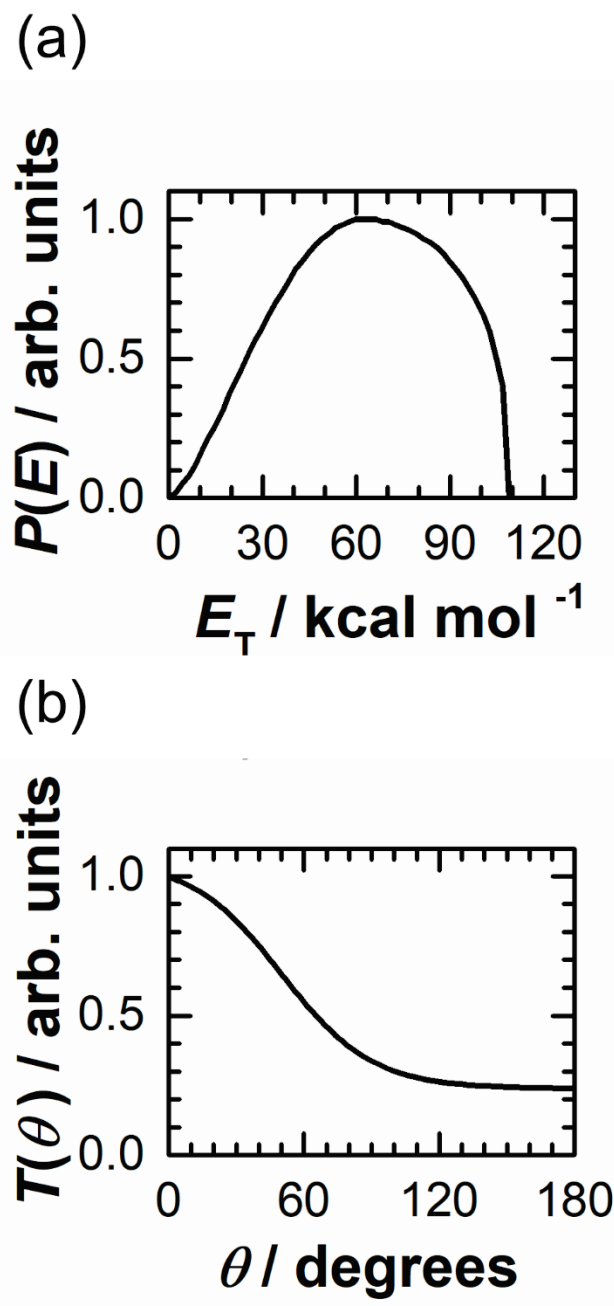 (a)
P(E) / arb. units
1.0
0.5
0.0
0 30 60 90 120
E_T / kcal mol ^-1
(b)
T(θ) / arb. units
1.0
0.5
0.0
0 60 120 180
θ / degrees